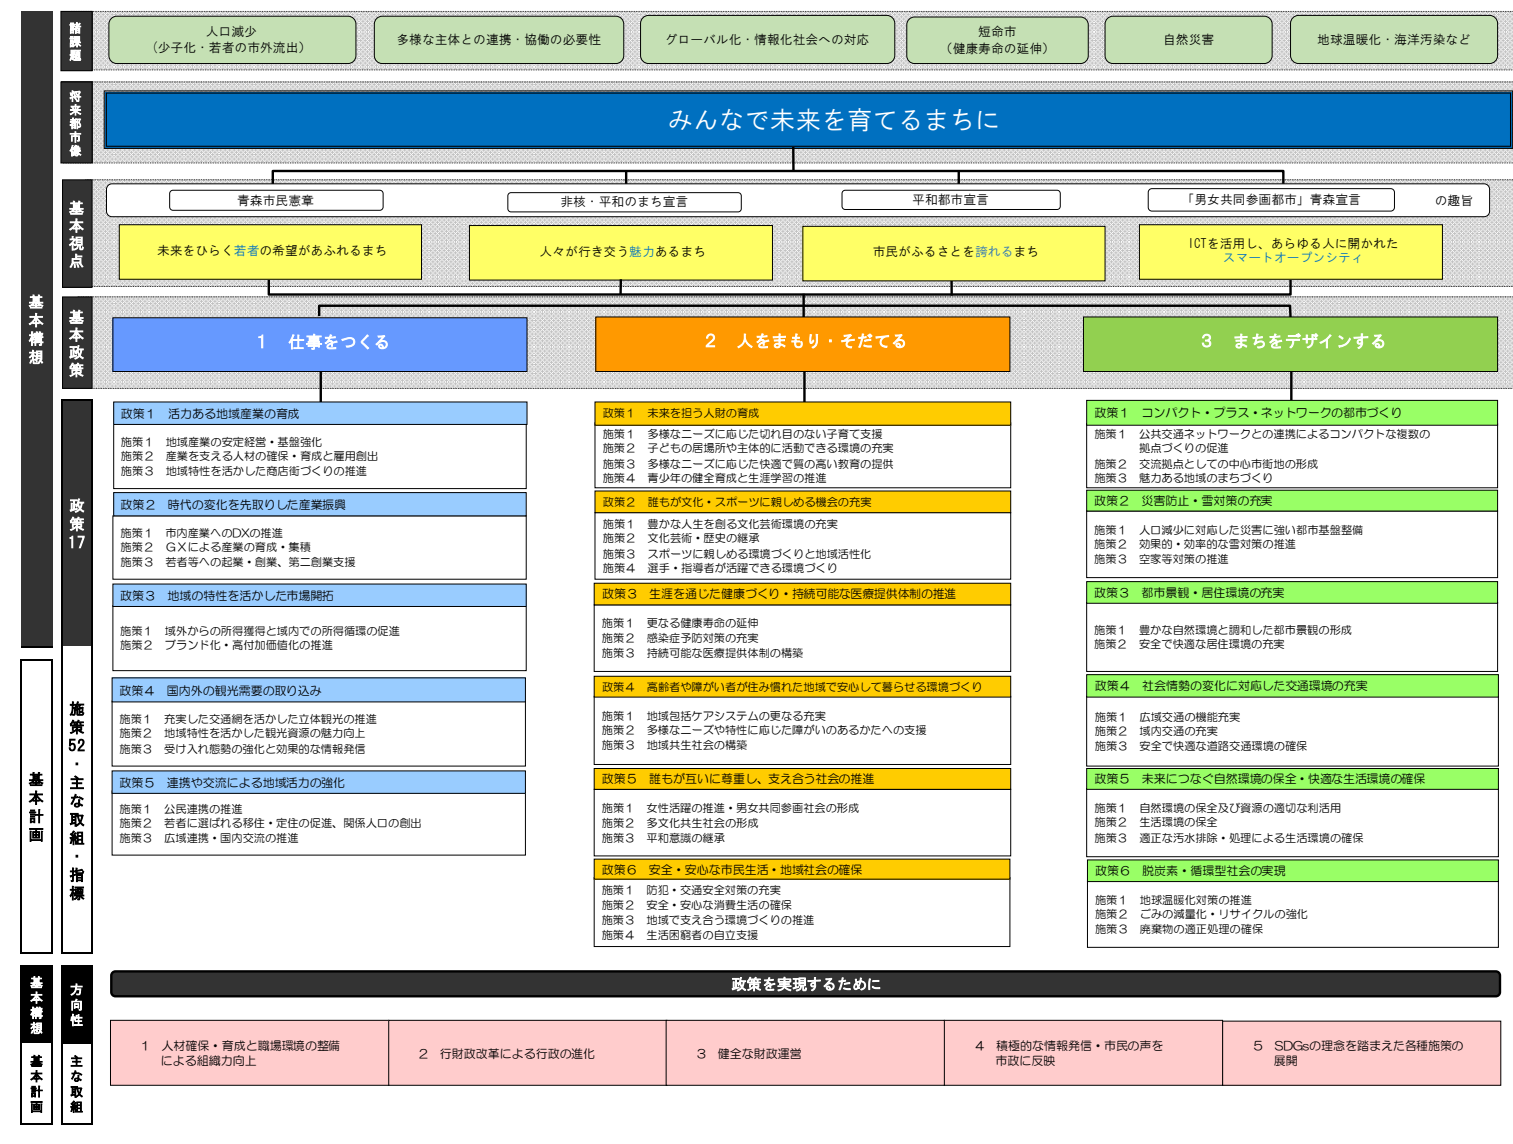 諸課題
人口減少
（少子化・若者の市外流出）
多様な主体との連携・協働の必要性
グローバル化・情報化社会への対応
短命市
（健康寿命の延伸）
自然災害
地球温暖化・海洋汚染など
将来都市像
みんなで未来を育てるまちに
基本構想
基本視点
青森市民憲章
非核・平和のまち宣言
平和都市宣言
「男女共同参画都市」青森宣言
の趣旨
未来をひらく若者の希望があふれるまち
人々が行き交う魅力あるまち
市民がふるさとを誇れるまち
ICTを活用し、あらゆる人に開かれた
スマートオープンシティ
基本政策
1　仕事をつくる
2　人をまもり・そだてる
3　まちをデザインする
政策17
政策１　活力ある地域産業の育成
施策１　地域産業の安定経営・基盤強化
施策２　産業を支える人材の確保・育成と雇用創出
施策３　地域特性を活かした商店街づくりの推進
政策２　時代の変化を先取りした産業振興
施策１　市内産業へのDXの推進
施策２　ＧＸによる産業の育成・集積
施策３　若者等への起業・創業、第二創業支援
政策３　地域の特性を活かした市場開拓
施策１　域外からの所得獲得と域内での所得循環の促進
施策２　ブランド化・高付加価値化の推進
政策４　国内外の観光需要の取り込み
施策１　充実した交通網を活かした立体観光の推進
施策２　地域特性を活かした観光資源の魅力向上
施策３　受け入れ態勢の強化と効果的な情報発信
政策５　連携や交流による地域活力の強化
施策１　公民連携の推進
施策２　若者に選ばれる移住・定住の促進、関係人口の創出
施策３　広域連携・国内交流の推進
政策１　未来を担う人財の育成
施策１　多様なニーズに応じた切れ目のない子育て支援
施策２　子どもの居場所や主体的に活動できる環境の充実
施策３　多様なニーズに応じた快適で質の高い教育の提供
施策４　青少年の健全育成と生涯学習の推進
政策２　誰もが文化・スポーツに親しめる機会の充実
施策１　豊かな人生を創る文化芸術環境の充実
施策２　文化芸術・歴史の継承
施策３　スポーツに親しめる環境づくりと地域活性化
施策４　選手・指導者が活躍できる環境づくり
政策３　生涯を通じた健康づくり・持続可能な医療提供体制の推進
施策１　更なる健康寿命の延伸
施策２　感染症予防対策の充実
施策３　持続可能な医療提供体制の構築
政策４　高齢者や障がい者が住み慣れた地域で安心して暮らせる環境づくり
施策１　地域包括ケアシステムの更なる充実
施策２　多様なニーズや特性に応じた障がいのあるかたへの支援
施策３　地域共生社会の構築
政策５　誰もが互いに尊重し、支え合う社会の推進
施策１　女性活躍の推進・男女共同参画社会の形成
施策２　多文化共生社会の形成
施策３　平和意識の継承
政策６　安全・安心な市民生活・地域社会の確保
施策１　防犯・交通安全対策の充実
施策２　安全・安心な消費生活の確保
施策３　地域で支え合う環境づくりの推進
施策４　生活困窮者の自立支援
政策１　コンパクト・プラス・ネットワークの都市づくり
施策１　公共交通ネットワークとの連携によるコンパクトな複数の
拠点づくりの促進
施策２　交流拠点としての中心市街地の形成
施策３　魅力ある地域のまちづくり
政策２　災害防止・雪対策の充実
施策１　人口減少に対応した災害に強い都市基盤整備
施策２　効果的・効率的な雪対策の推進
施策３　空家等対策の推進
政策３　都市景観・居住環境の充実
施策１　豊かな自然環境と調和した都市景観の形成
施策２　安全で快適な居住環境の充実
政策４　社会情勢の変化に対応した交通環境の充実
施策１　広域交通の機能充実
施策２　域内交通の充実
施策３　安全で快適な道路交通環境の確保
政策５　未来につなぐ自然環境の保全・快適な生活環境の確保
施策１　自然環境の保全及び資源の適切な利活用
施策２　生活環境の保全
施策３　適正な汚水排除・処理による生活環境の確保
政策６　脱炭素・循環型社会の実現
施策１　地球温暖化対策の推進
施策２　ごみの減量化・リサイクルの強化
施策３　廃棄物の適正処理の確保
基本計画
施策52・主な取組・指標
基本構想
方向性
政策を実現するために
基本計画
主な取組
1　人材確保・育成と職場環境の整備
による組織力向上
2　行財政改革による行政の進化
3　健全な財政運営
4　積極的な情報発信・市民の声を
市政に反映
5　SDGsの理念を踏まえた各種施策の
展開